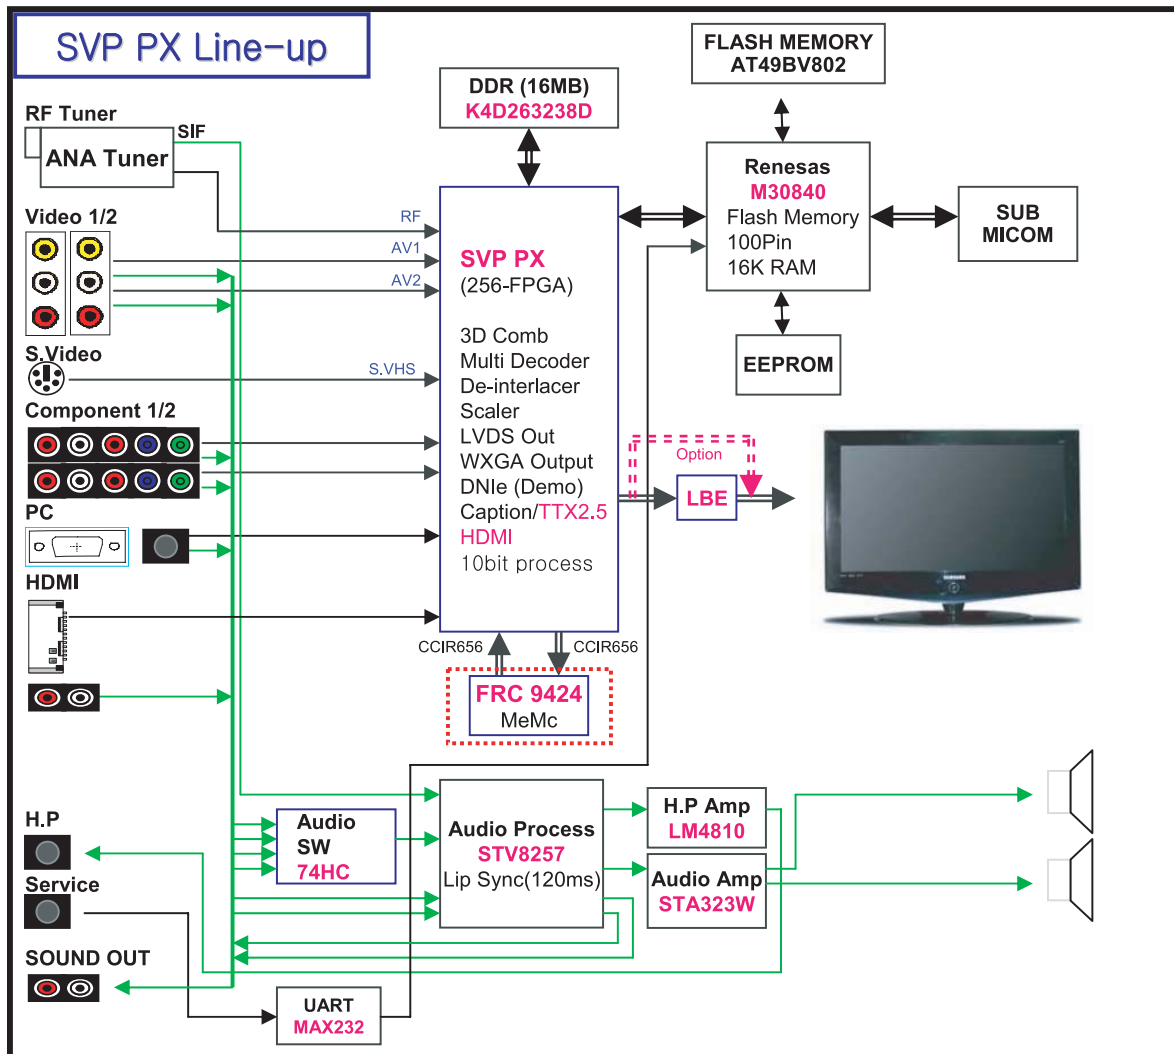 SVP PX Line-up
FLASH MEMORY
AT49BV802
DDR (16MB)
K4D263238D
RF Tuner
SIF
ANA Tuner
Renesas
M30840
Flash Memory
100Pin
16K RAM
SUB
MICOM
EEPROM
Video 1/2
RF
AV1
AV2
S.Video
S.VHS
Component 1/2
PC
HDMI
SVP PX
(256-FPGA)
3D Comb
Multi Decoder
De-interlacer
Scaler
LVDS Out
WXGA Output
DNIe (Demo)
Caption/TTX2.5
HDMI
10bit process
Option
LBE
SAMSUNG
CCIR656
CCIR656
FRC 9424
MeMc
H.P
Service
SOUND OUT
Audio
SW
74HC
Audio Process
STV8257
Lip Sync(120ms)
H.P Amp
LM4810
Audio Amp
STA323W
UART
MAX232